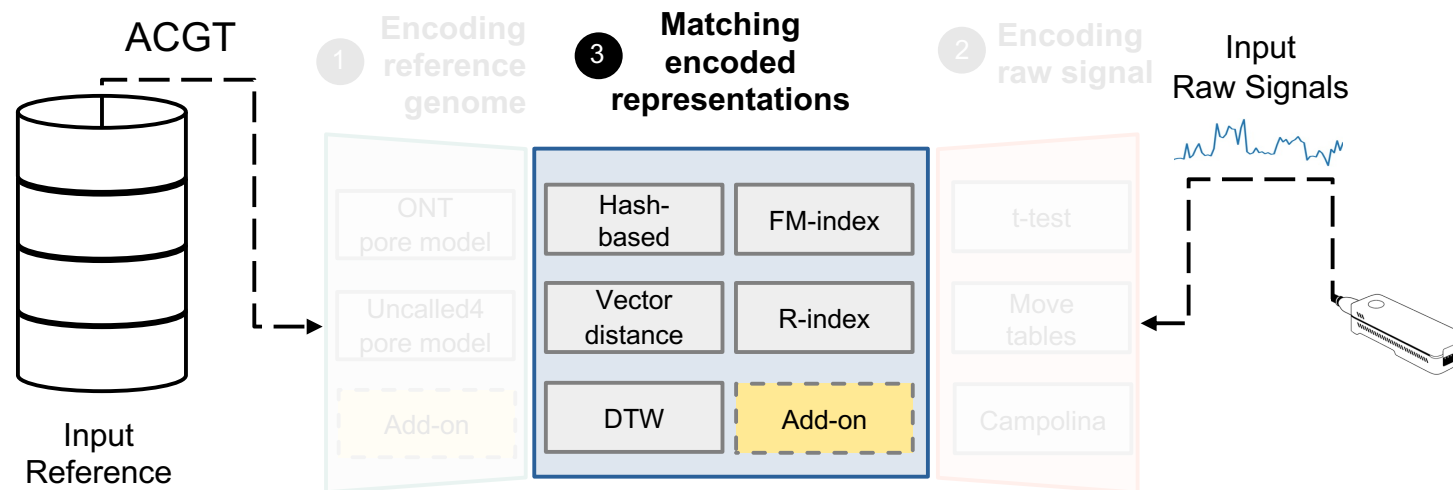 ACGT
Input
Reference
1
Encoding
reference
genome
ONT
pore model
Uncalled4
pore model
Add-on
3
Matching
encoded
representations
Hash-
based
FM-index
Vector
distance
R-index
DTW
Add-on
2
Encoding
raw signal
t-test
Move
tables
Campolina
Input
Raw Signals